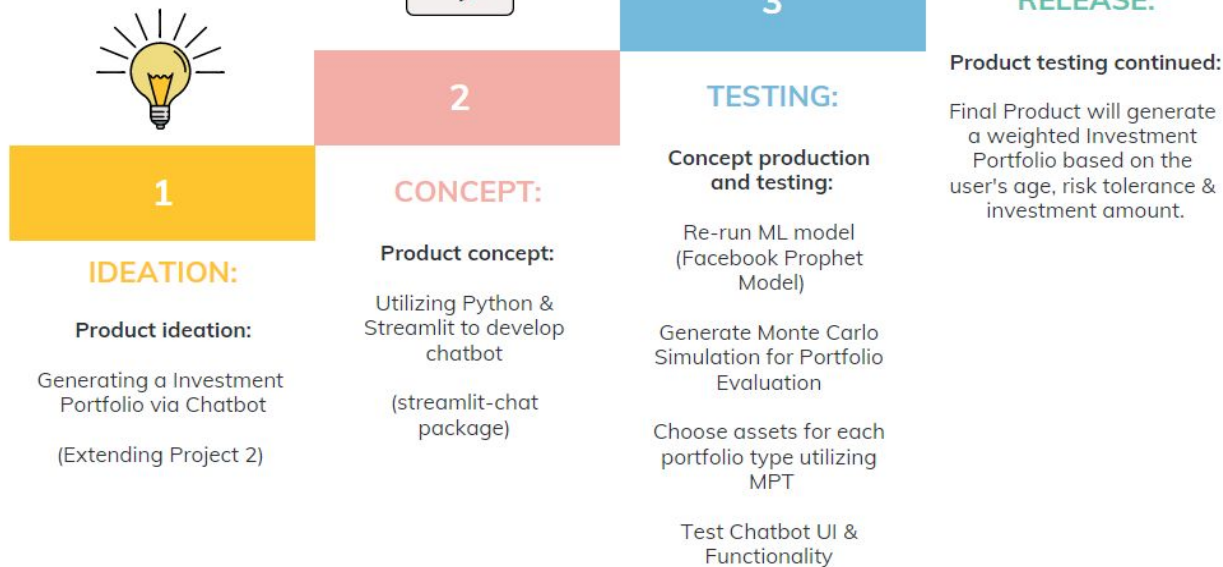 1
IDEATION:
Product ideation:
Generating a Investment
Portfolio via Chatbot
(Extending Project 2)
2
CONCEPT:
Product concept:
Utilizing Python &
Streamlit to develop
chatbot
(streamlit-chat
package)
3
TESTING:
Concept production
and testing:
Re-run ML model
(Facebook Prophet
Model)
Generate Monte Carlo
Simulation for Portfolio
Evaluation
Choose assets for each
portfolio type utilizing
MPT
Test Chatbot UI &
Functionality
RELEASE:
Product testing continued:
Final Product will generate
a weighted Investment
Portfolio based on the
user's age, risk tolerance &
investment amount.